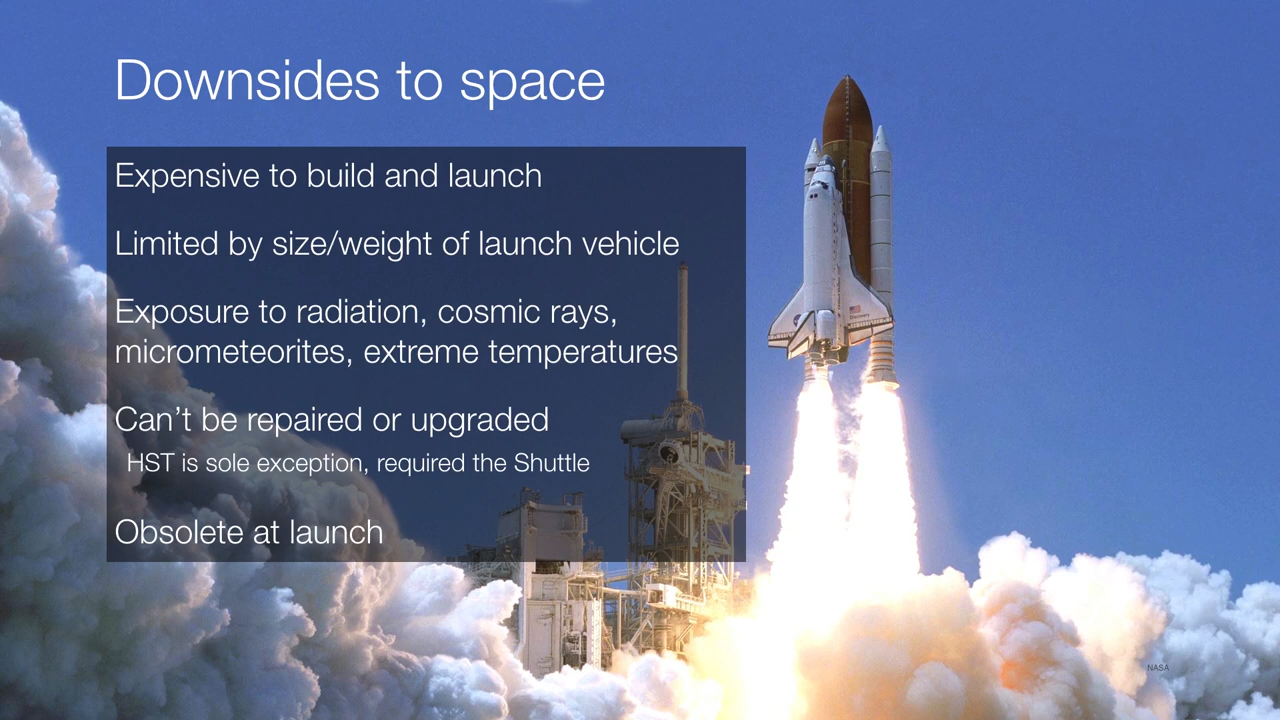 Downsides to space
Expensive to build and launch
Limited by size/weight of launch vehicle
Exposure to radiation, cosmic rays,
micrometeorites, extreme temperatures
Can't be repaired or upgraded
HST is sole exception, required the Shuttle
Obsolete at launch
Discovery
NASA